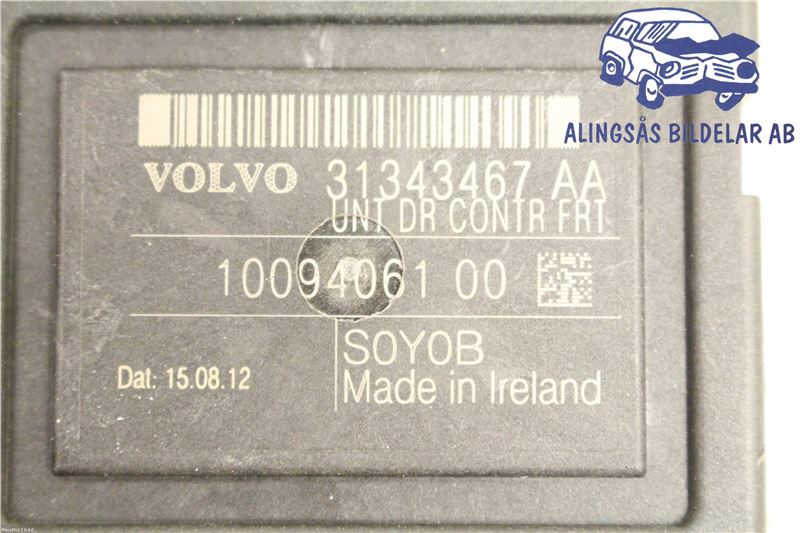 ALINGSÅS BILDELAR AB
VOLVO 31343467 AA
UNT DR CONTR FRT
10094061 00
S0Y0B
Dat: 15.08.12
Made in Ireland